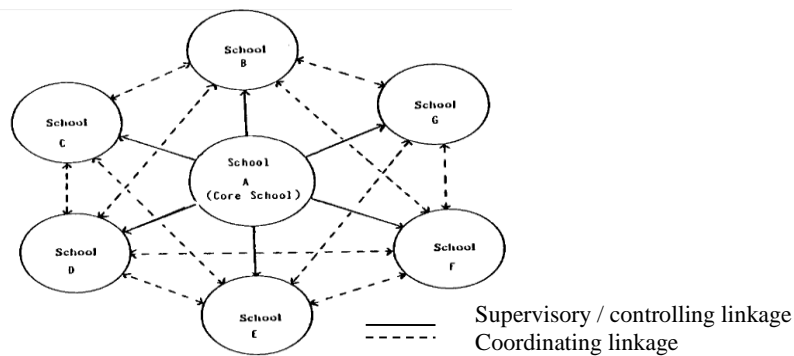 School
B
School
G
School
C
School
A
(Core School)
School
D
School
F
School
E
Supervisory / controlling linkage
Coordinating linkage